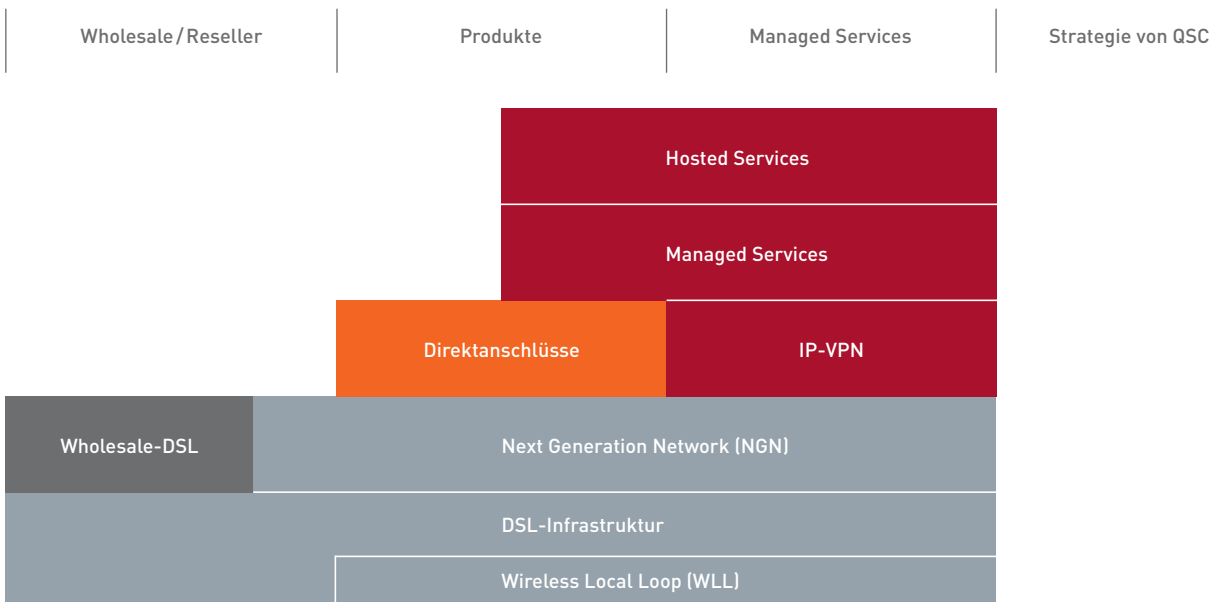 Wholesale / Reseller
Produkte
Managed Services
Strategie von QSC
Hosted Services
Managed Services
Direktanschlüsse
IP-VPN
Wholesale-DSL
Next Generation Network (NGN)
DSL-Infrastruktur
Wireless Local Loop (WLL)